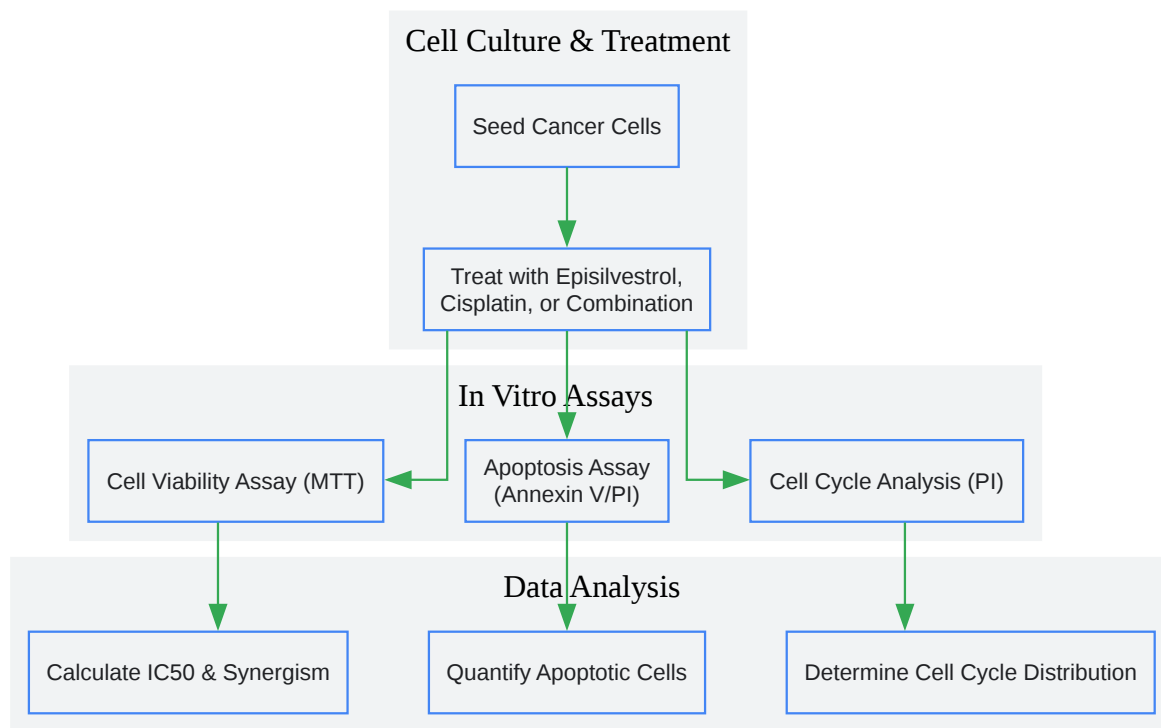 Cell Culture & Treatment
Seed Cancer Cells
Treat with Episilvestrol,
Cisplatin, or Combination
In Vitro Assays
Cell Viability Assay (MTT)
Apoptosis Assay
(Annexin V/PI)
Cell Cycle Analysis (PI)
Data Analysis
Calculate IC50 & Synergism
Quantify Apoptotic Cells
Determine Cell Cycle Distribution